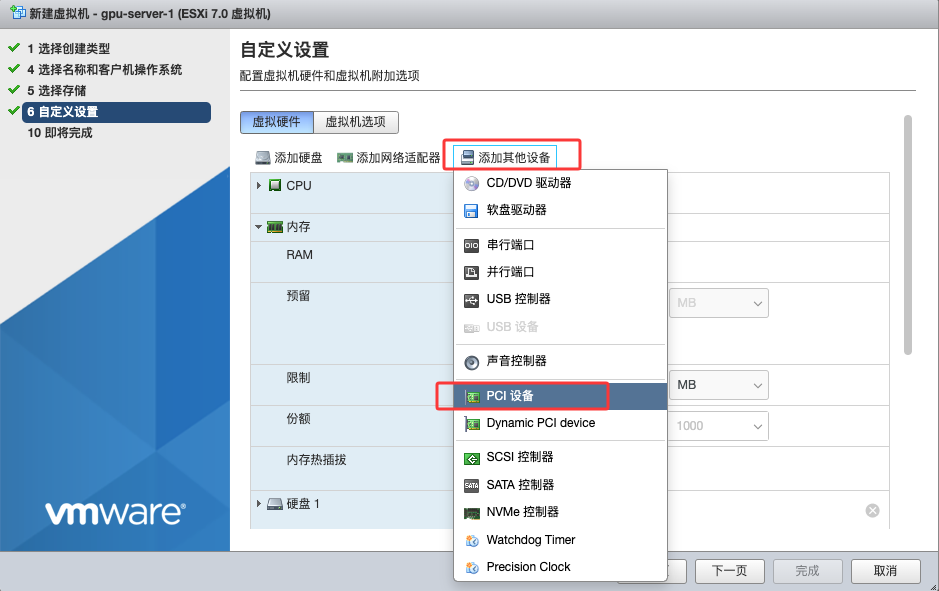 新建虚拟机 - gpu-server-1 (ESXi 7.0 虚拟机)
1 选择创建类型
4 选择名称和客户机操作系统
5 选择存储
6 自定义设置
10 即将完成
vmware®
自定义设置
配置虚拟机硬件和虚拟机附加选项
虚拟硬件 虚拟机选项
添加硬盘 添加网络适配器 添加其他设备
CPU
内存
RAM
预留
MB
限制
MB
份额
1000
内存热插拔
硬盘 1
CD/DVD 驱动器
软盘驱动器
串行端口
并行端口
USB 控制器
USB 设备
声音控制器
PCI 设备
Dynamic PCI device
SCSI 控制器
SATA 控制器
NVMe 控制器
Watchdog Timer
Precision Clock
下一页 完成 取消